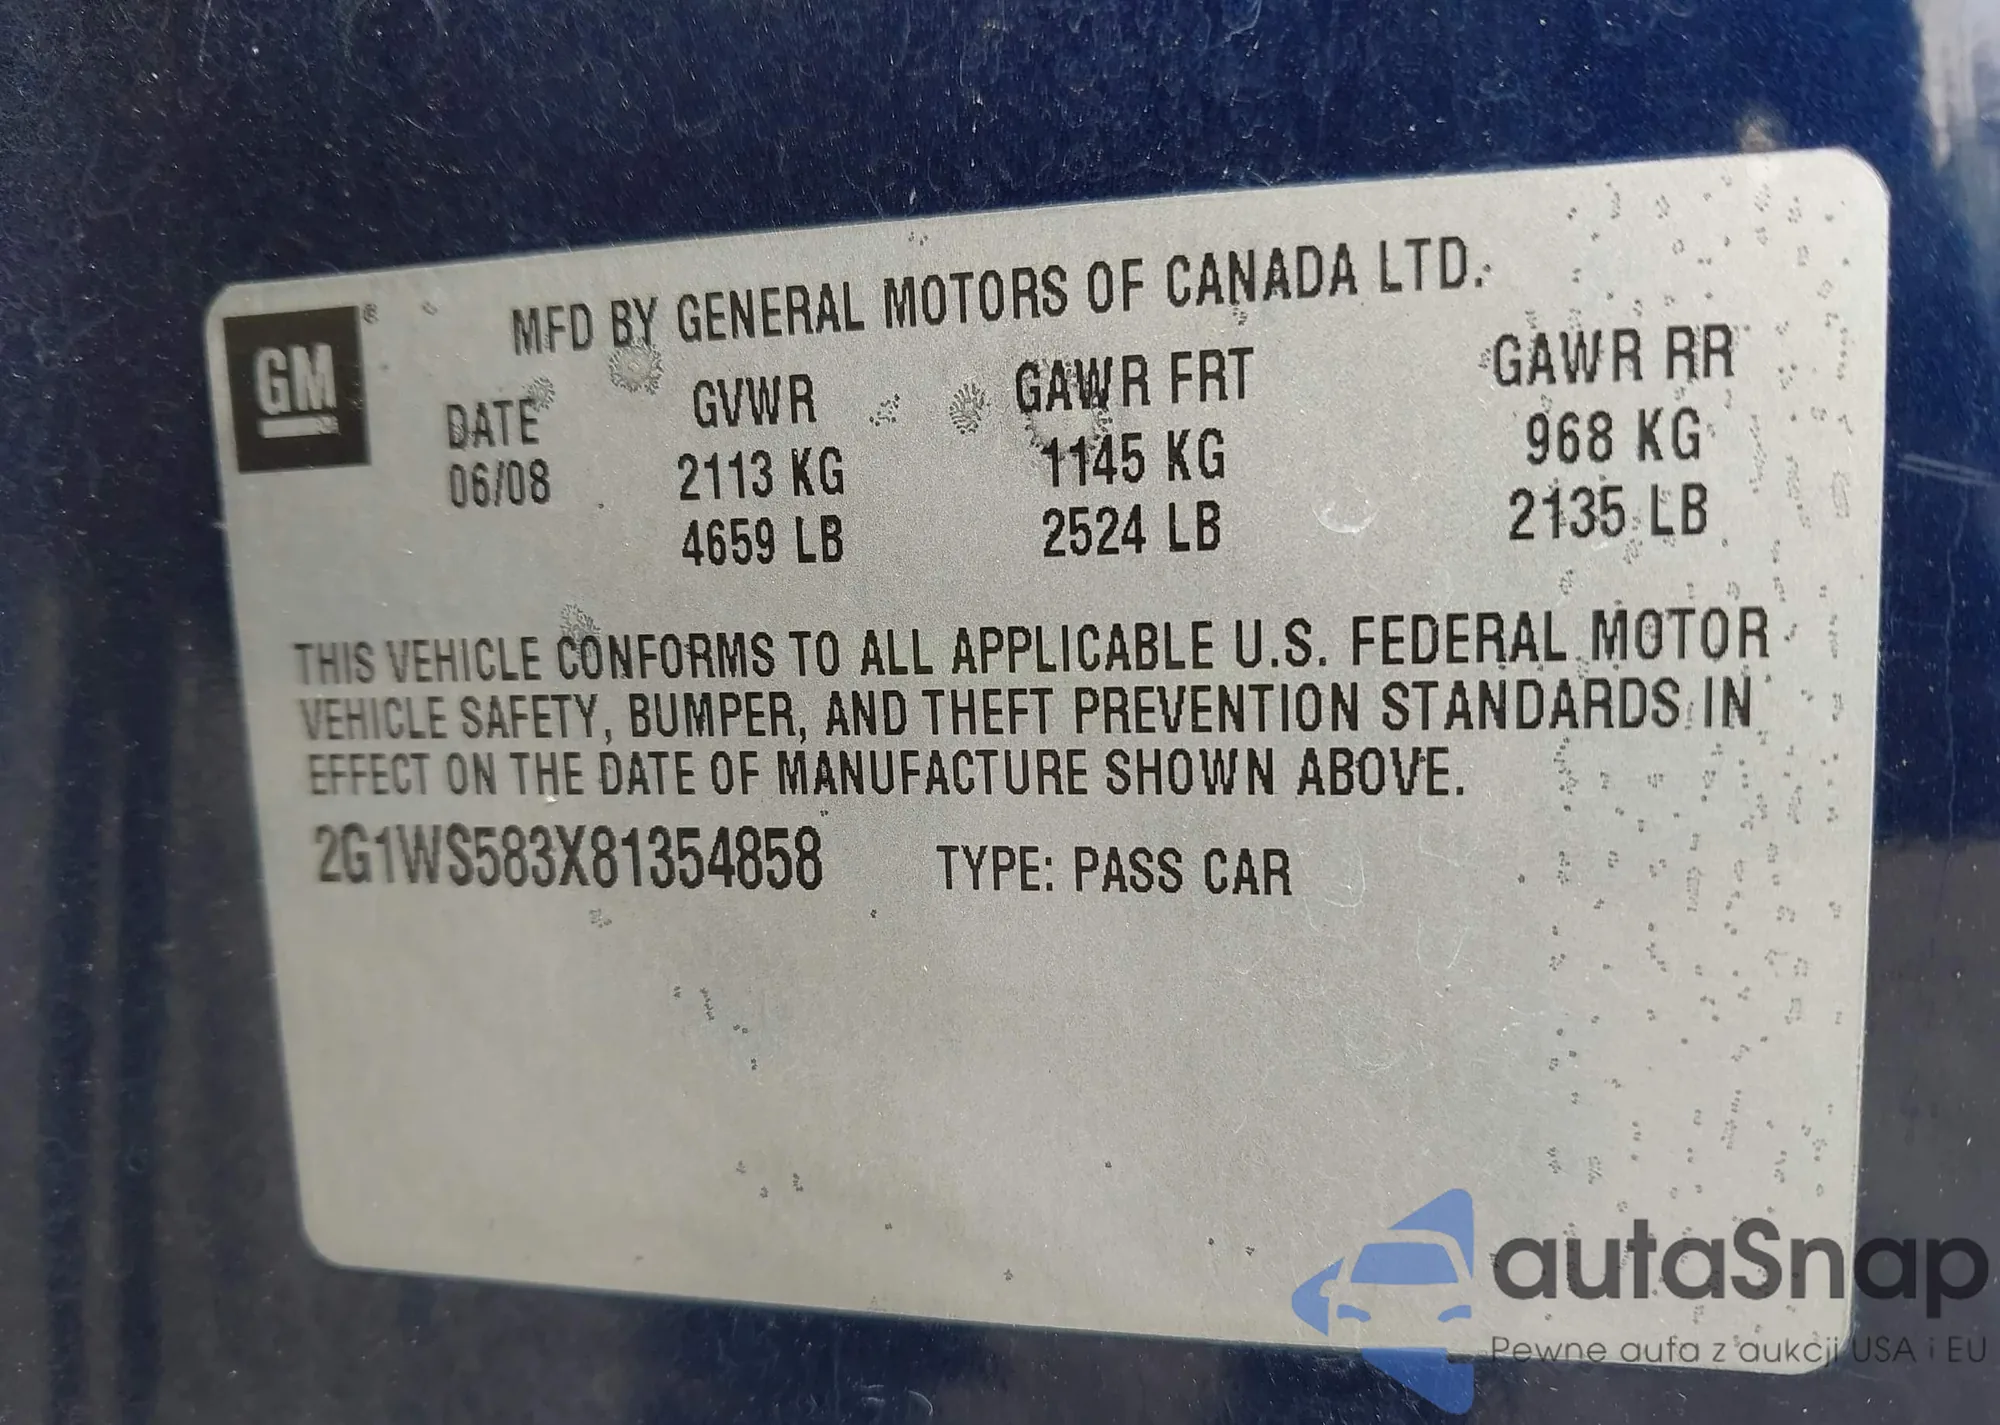 GM ®
MFD BY GENERAL MOTORS OF CANADA LTD.
DATE GVWR GAWR FRT GAWR RR
06/08 2113 KG 1145 KG 968 KG
4659 LB 2524 LB 2135 LB
THIS VEHICLE CONFORMS TO ALL APPLICABLE U.S. FEDERAL MOTOR
VEHICLE SAFETY, BUMPER, AND THEFT PREVENTION STANDARDS IN
EFFECT ON THE DATE OF MANUFACTURE SHOWN ABOVE.
2G1WS583X81354858 TYPE: PASS CAR
autaSnap
Pewne auta z aukcji USA i EU